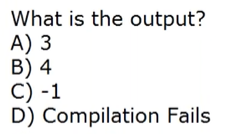 What is the output?
A) 3
B) 4
C) -1
D) Compilation Fails